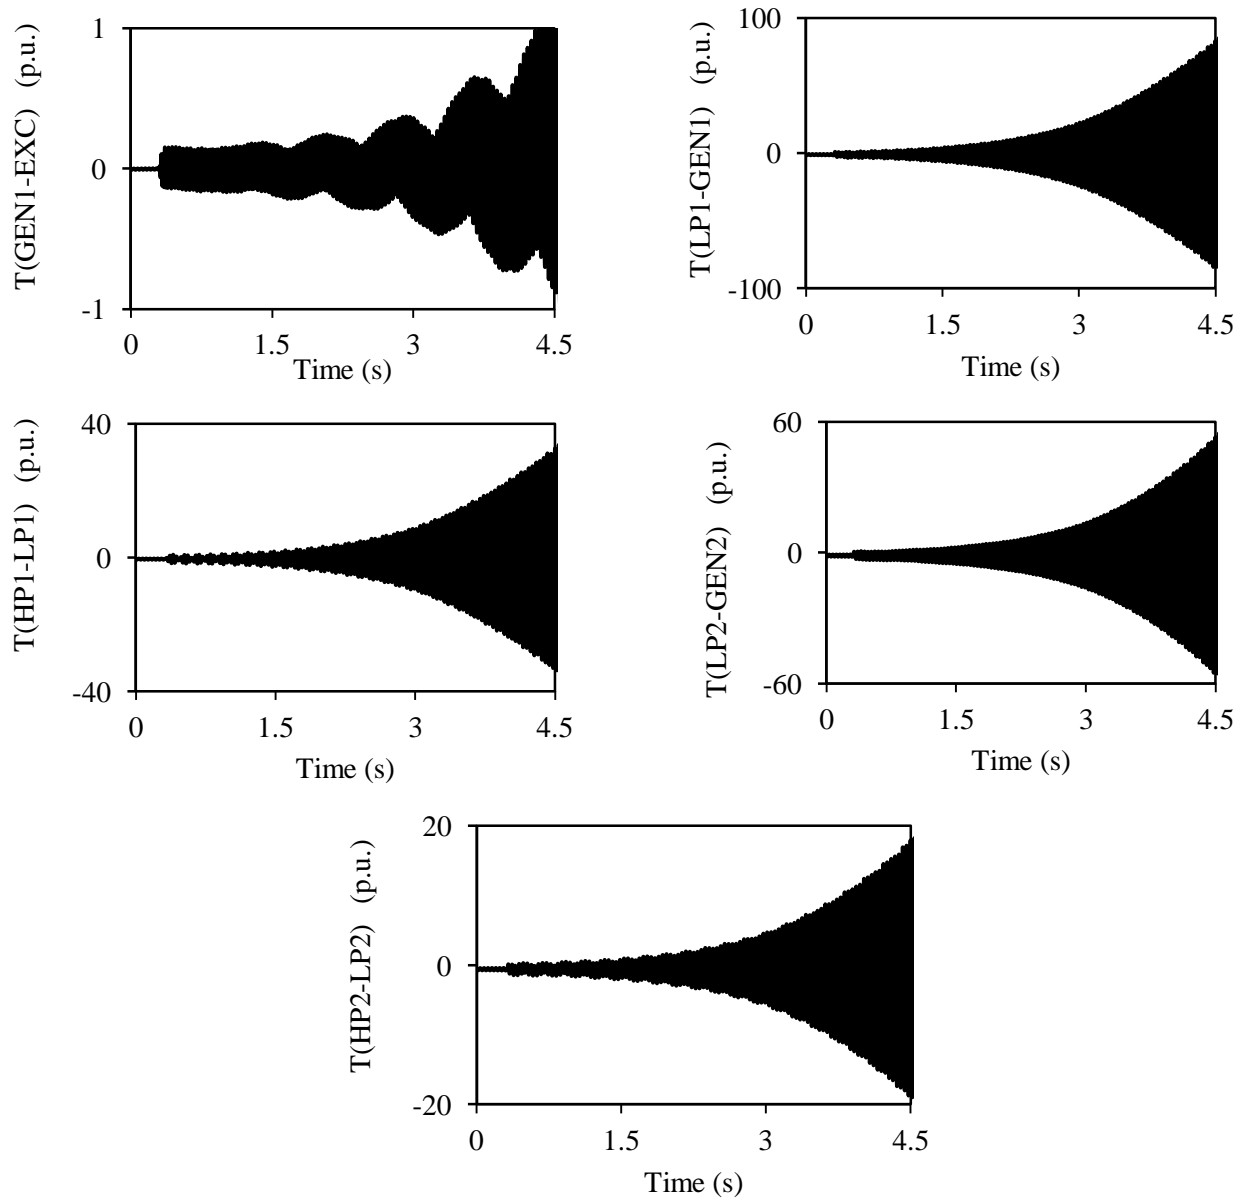 T(GEN1-EXC) (p.u.)
1
0
-1
0 1.5 3 4.5
Time (s)
T(LP1-GEN1) (p.u.)
100
0
-100
0 1.5 3 4.5
Time (s)
T(HP1-LP1) (p.u.)
40
0
-40
0 1.5 3 4.5
Time (s)
T(LP2-GEN2) (p.u.)
60
0
-60
0 1.5 3 4.5
Time (s)
T(HP2-LP2) (p.u.)
20
0
-20
0 1.5 3 4.5
Time (s)